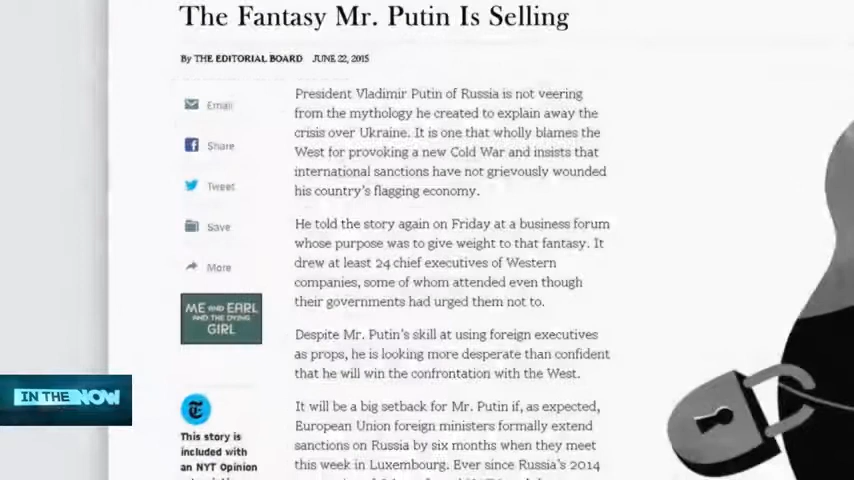 The Fantasy Mr. Putin Is Selling
By THE EDITORIAL BOARD JUNE 22, 2015
Email
Share
Tweet
Save
More
ME AND EARL
AND THE DYING
GIRL
This story is
included with
an NYT Opinion
President Vladimir Putin of Russia is not veering
from the mythology he created to explain away the
crisis over Ukraine. It is one that wholly blames the
West for provoking a new Cold War and insists that
international sanctions have not grievously wounded
his country's flagging economy.
He told the story again on Friday at a business forum
whose purpose was to give weight to that fantasy. It
drew at least 24 chief executives of Western
companies, some of whom attended even though
their governments had urged them not to.
Despite Mr. Putin's skill at using foreign executives
as props, he is looking more desperate than confident
that he will win the confrontation with the West.
It will be a big setback for Mr. Putin if, as expected,
European Union foreign ministers formally extend
sanctions on Russia by six months when they meet
this week in Luxembourg. Ever since Russia's 2014
IN THE NOW